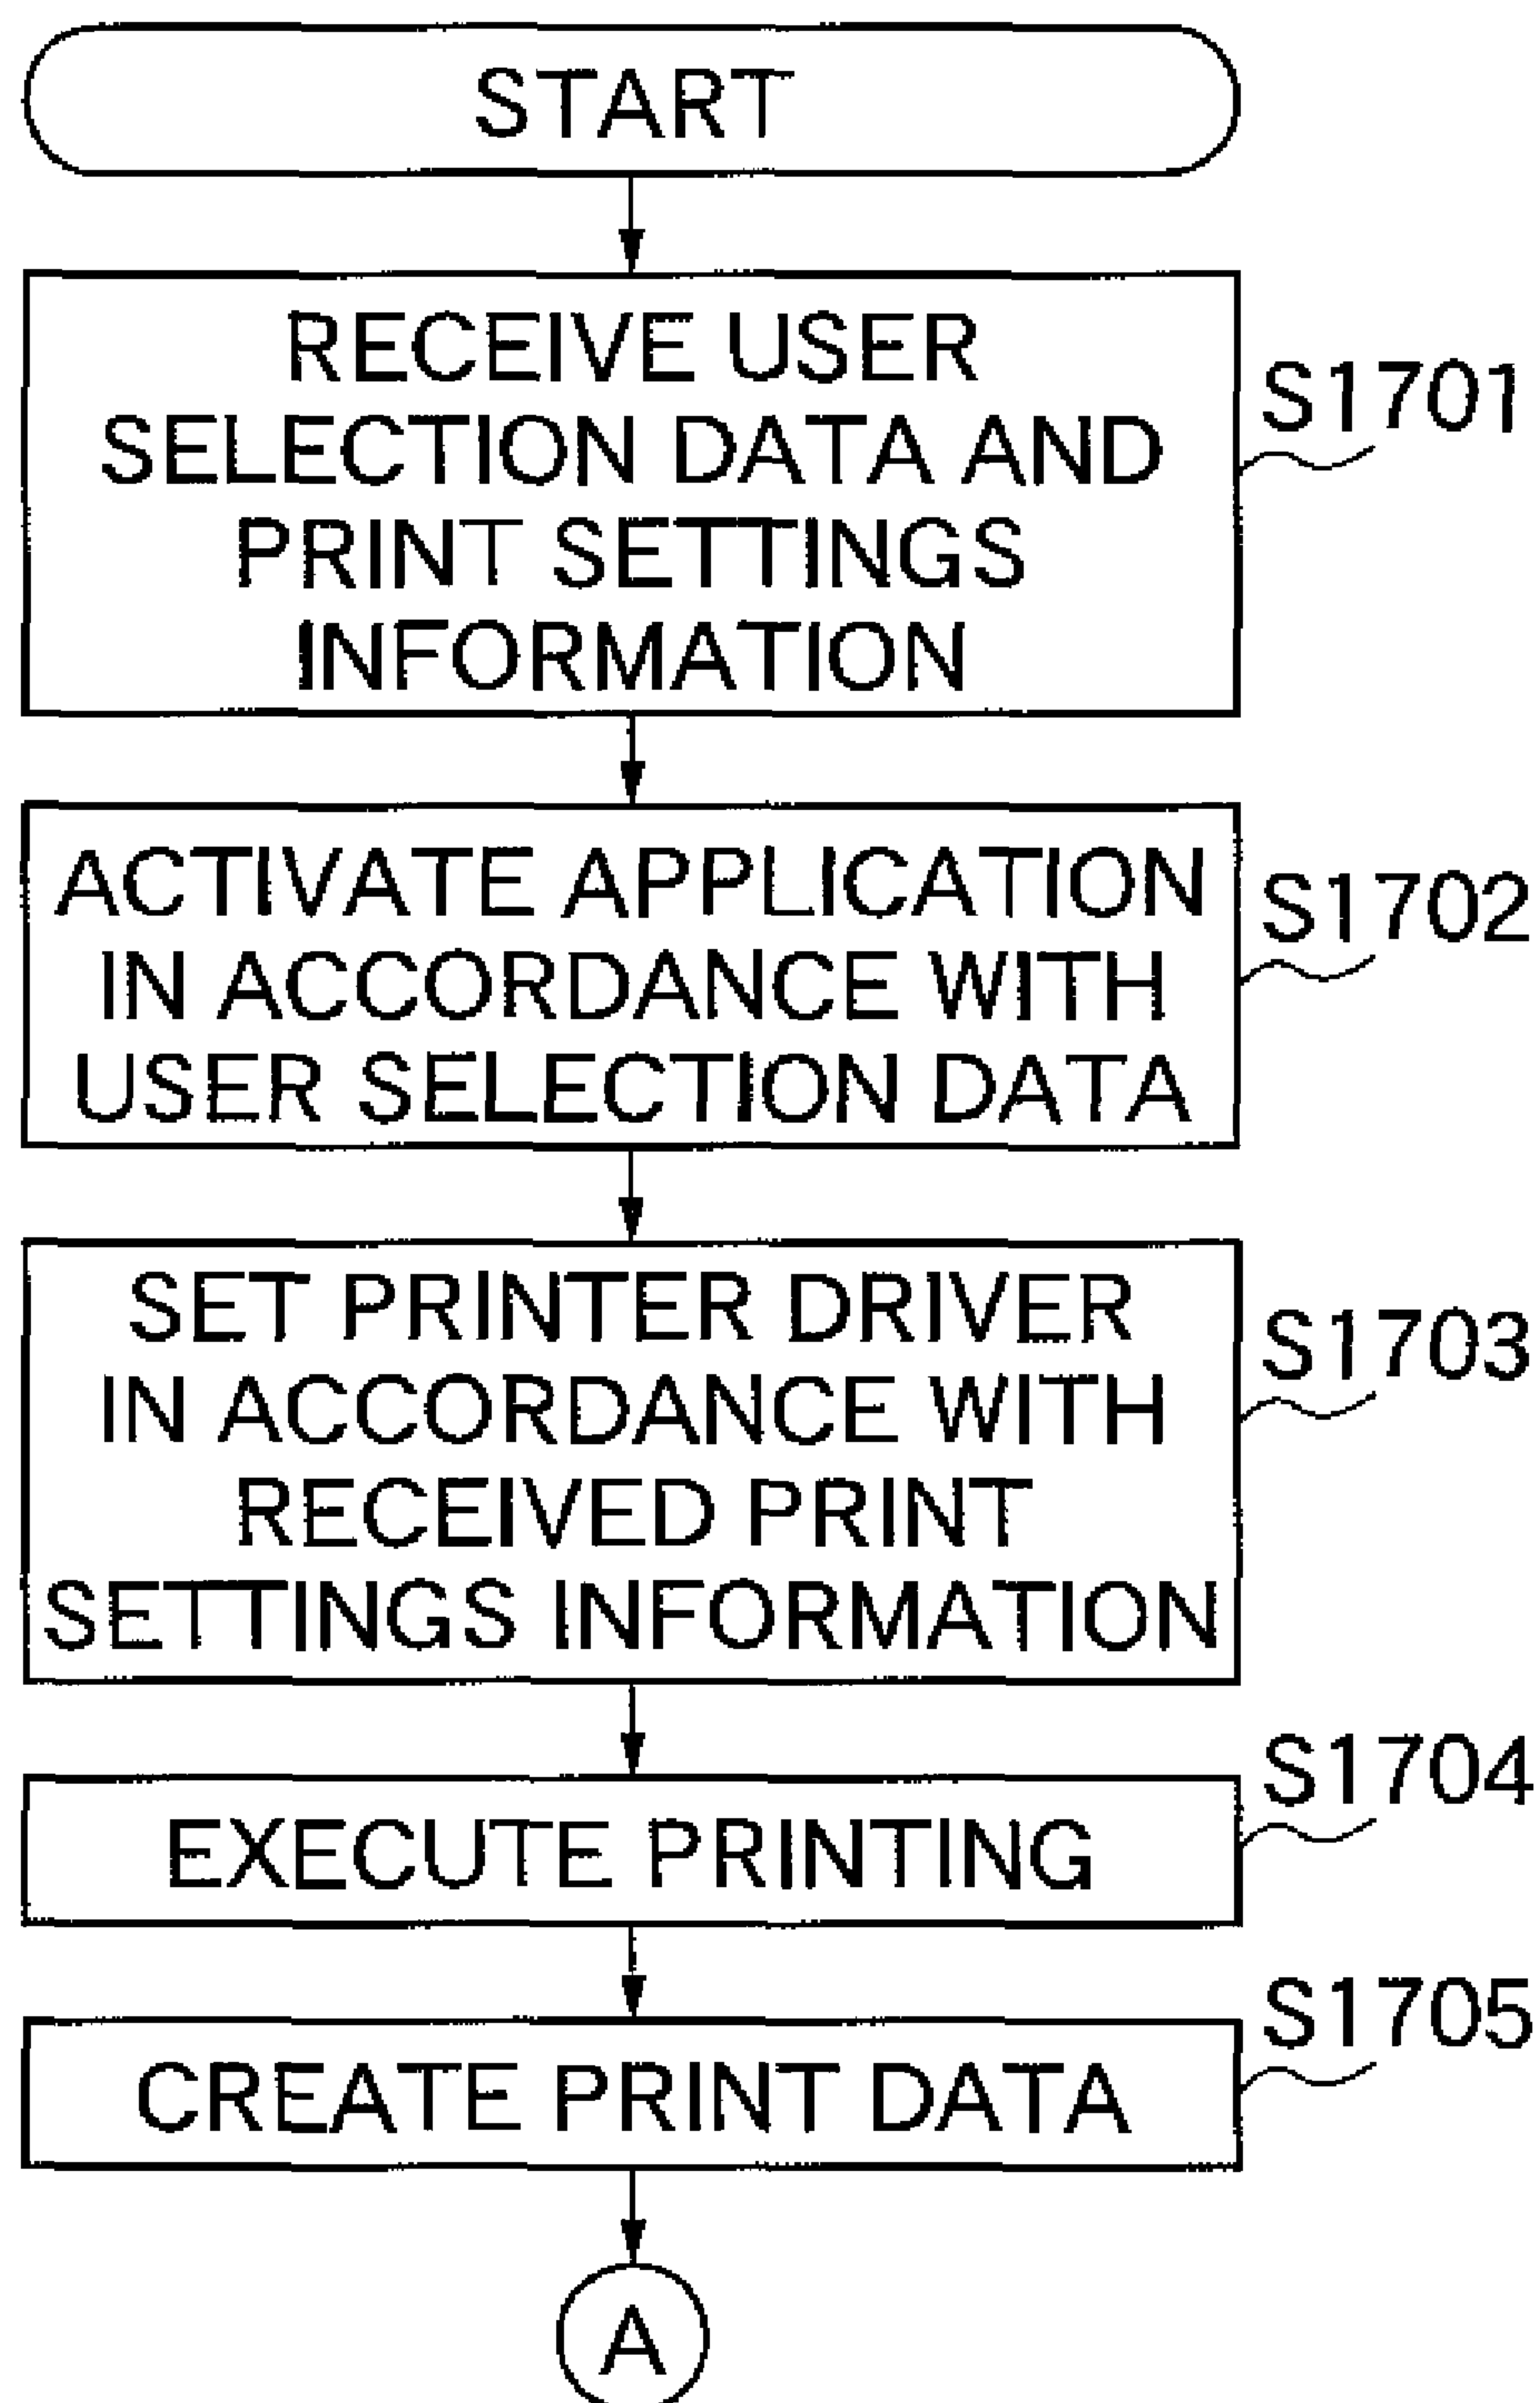 START
RECEIVE USER
SELECTION DATA AND
PRINT SETTINGS
INFORMATION
S1701
ACTIVATE APPLICATION
IN ACCORDANCE WITH
USER SELECTION DATA
S1702
SET PRINTER DRIVER
IN ACCORDANCE WITH
RECEIVED PRINT
SETTINGS INFORMATION
S1703
EXECUTE PRINTING
S1704
CREATE PRINT DATA
S1705
A